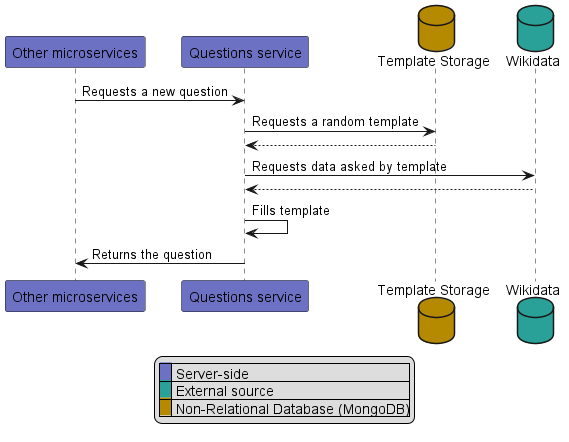 Other microservices
Questions service
Template Storage
Wikidata
Requests a new question
Requests a random template
Requests data asked by template
Fills template
Returns the question
Other microservices
Questions service
Template Storage
Wikidata
Server-side
External source
Non-Relational Database (MongoDB)